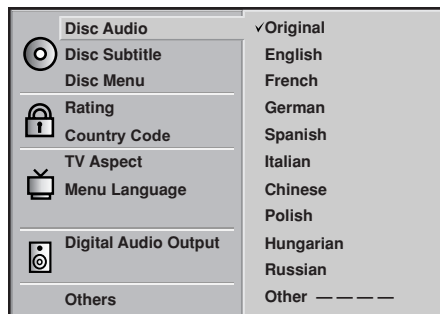 Disc Audio
Disc Subtitle
Disc Menu
Rating
Country Code
TV Aspect
Menu Language
Digital Audio Output
Others
✓Original
English
French
German
Spanish
Italian
Chinese
Polish
Hungarian
Russian
Other — — — —